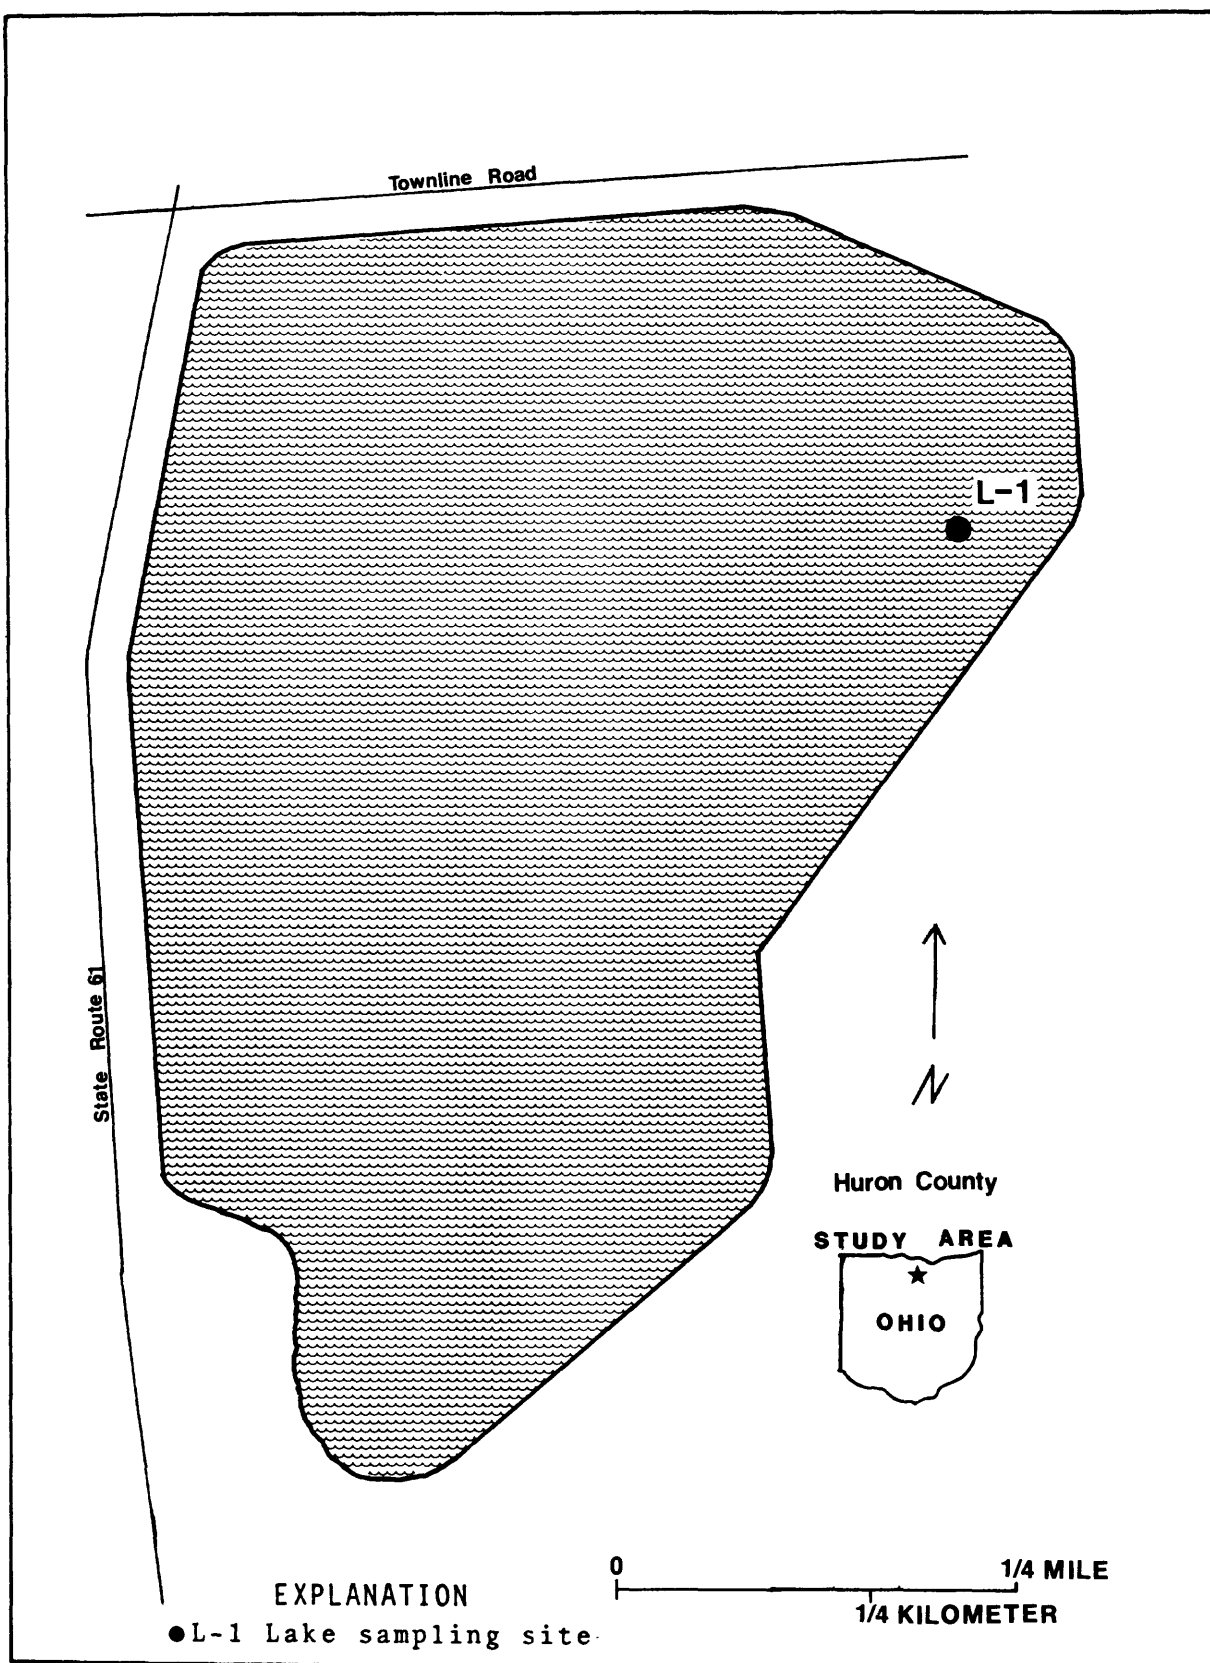 Townline Road
L-1
State Route 61
N
Huron County
STUDY AREA
OHIO
0 1/4 MILE
1/4 KILOMETER
EXPLANATION
●L-1 Lake sampling site